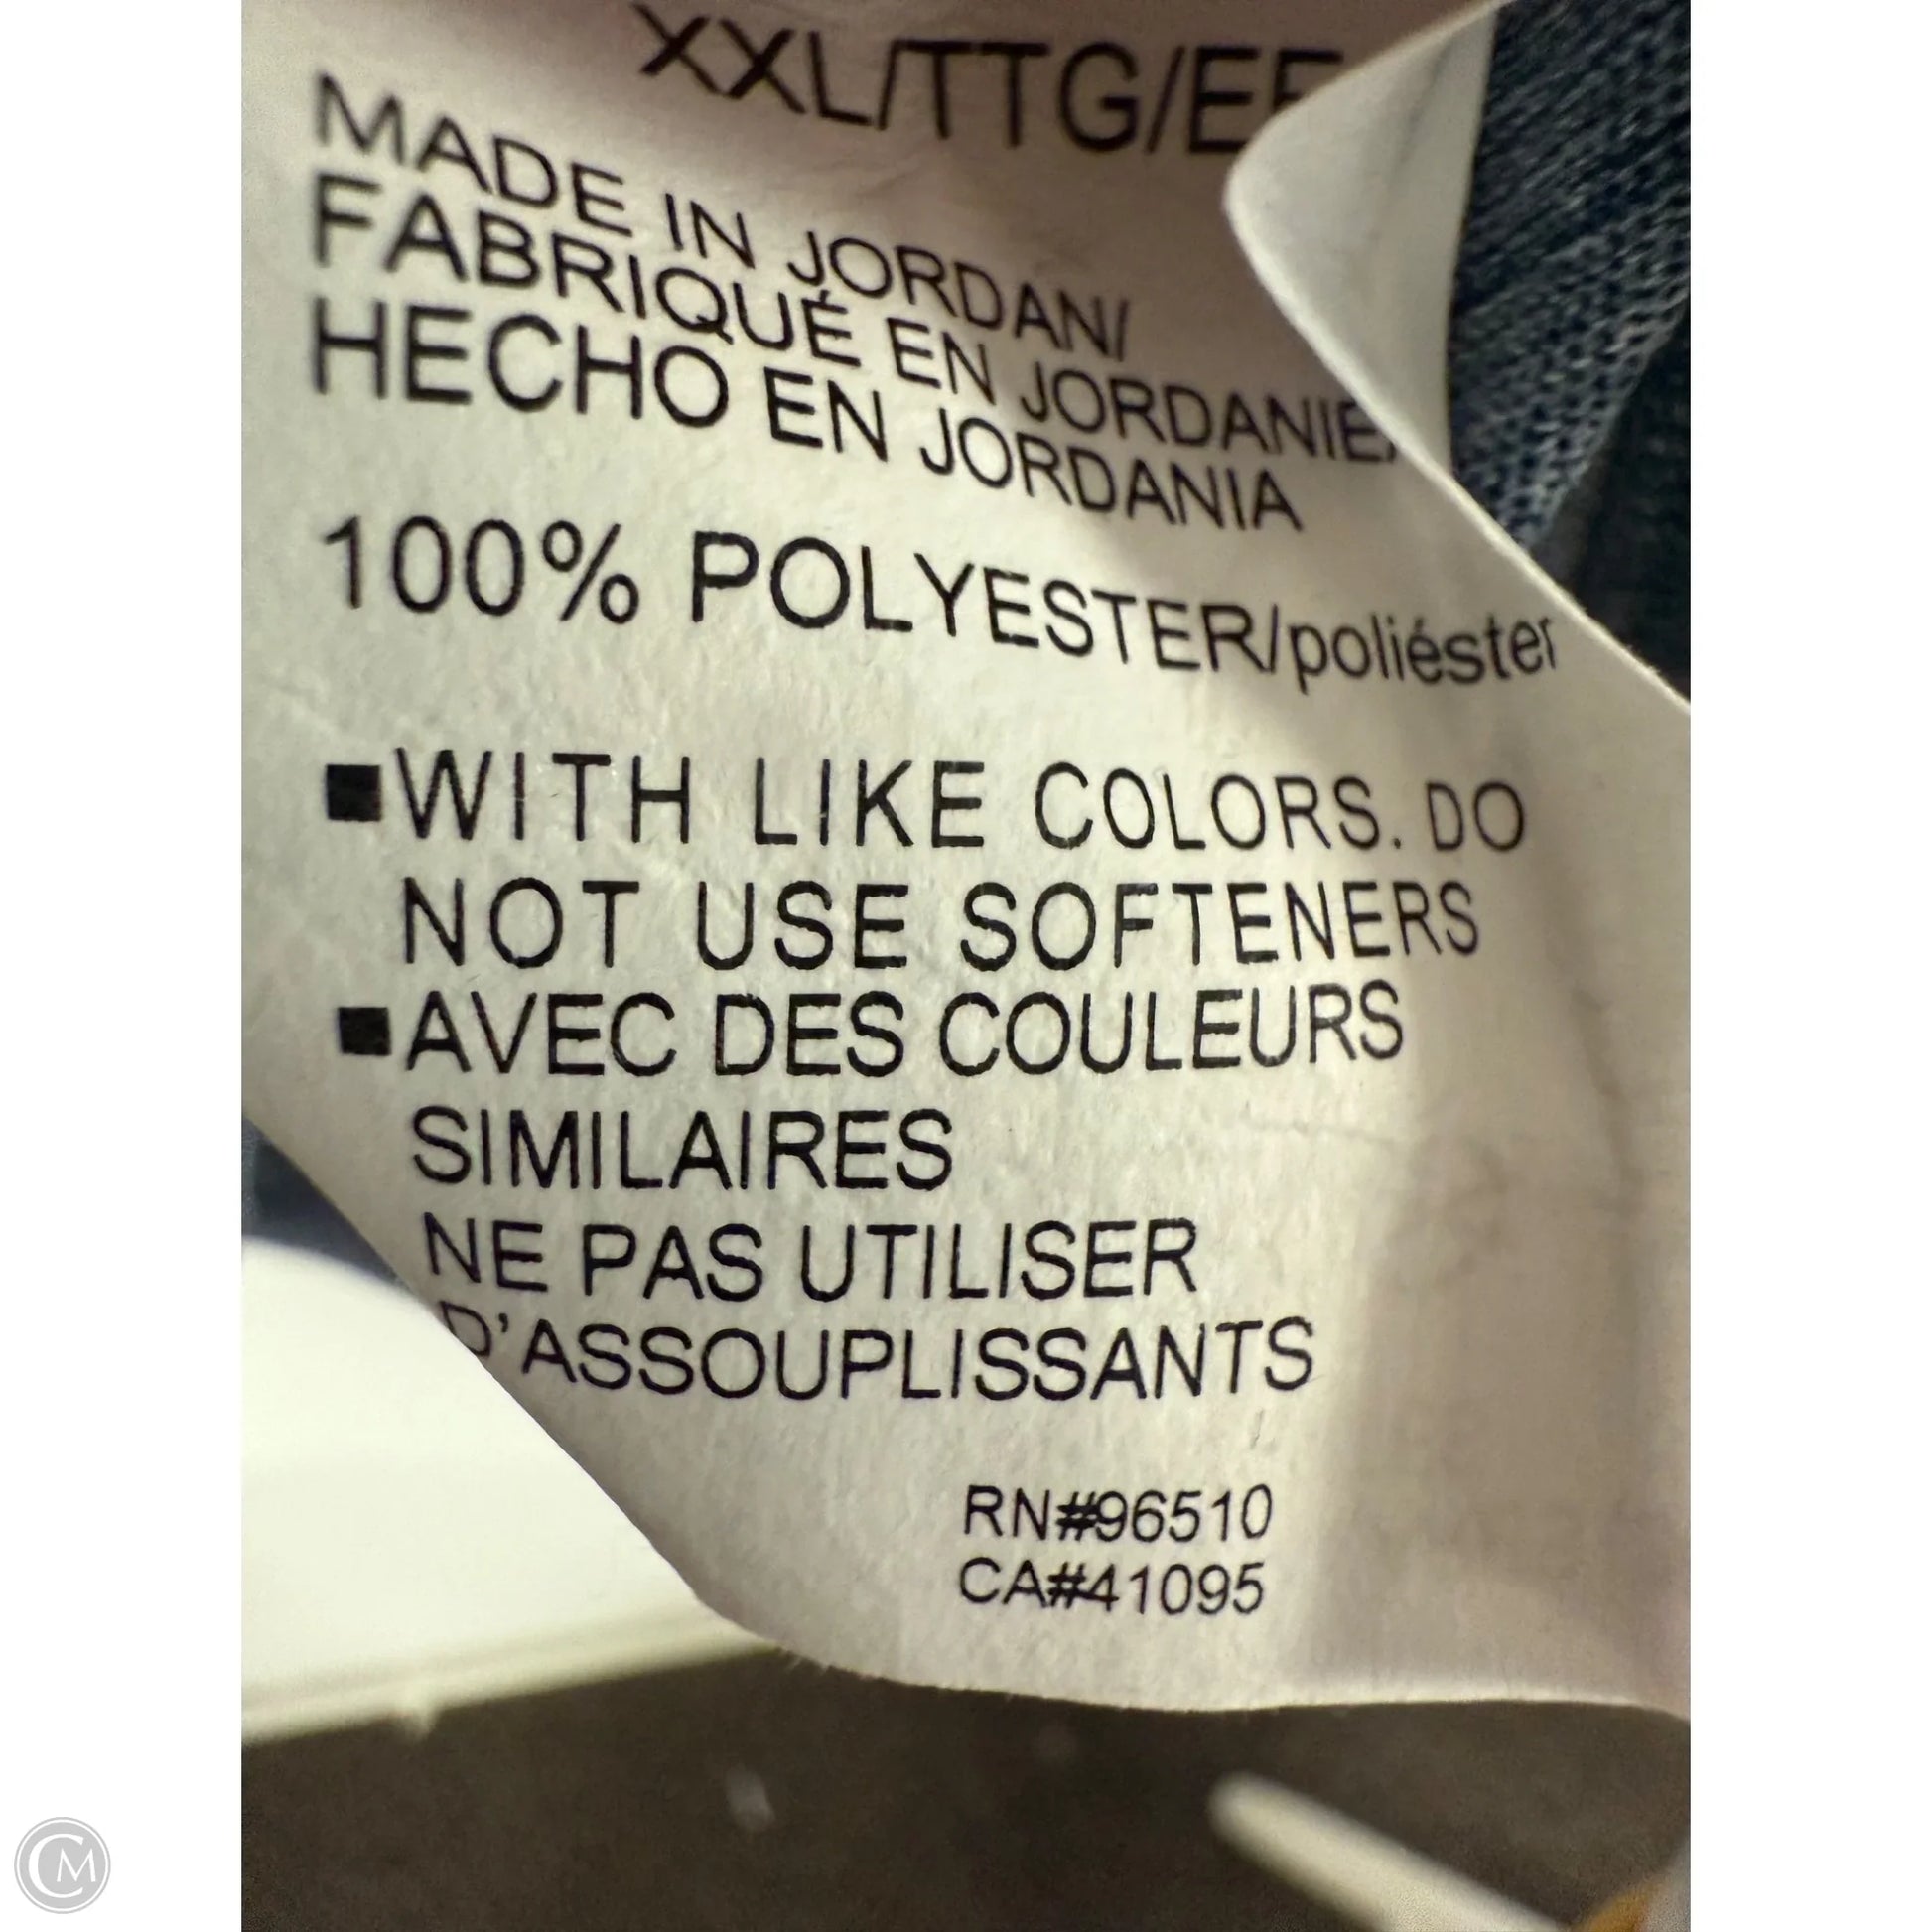 XXL/TTG/EE
MADE IN JORDAN/
FABRIQUÉ EN JORDANIE/
HECHO EN JORDANIA
100% POLYESTER/poliéster
■WITH LIKE COLORS. DO
NOT USE SOFTENERS
■AVEC DES COULEURS
SIMILAIRES
NE PAS UTILISER
D'ASSOUPLISSANTS
RN#96510
CA#41095
CM